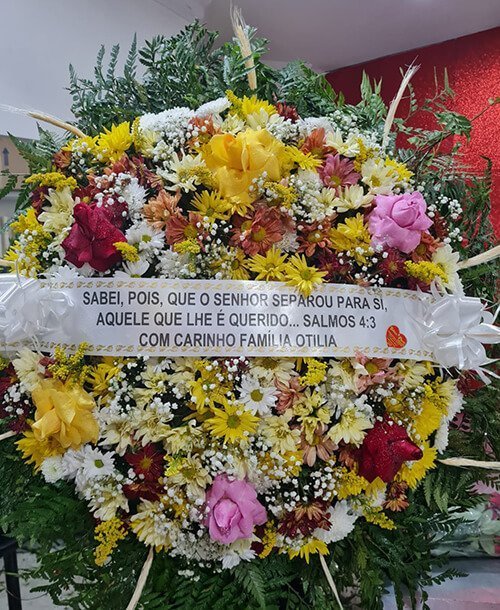 SABEI, POIS, QUE O SENHOR SEPAROU PARA SI,
AQUELE QUE LHE É QUERIDO... SALMOS 4:3
COM CARINHO FAMÍLIA OTILIA